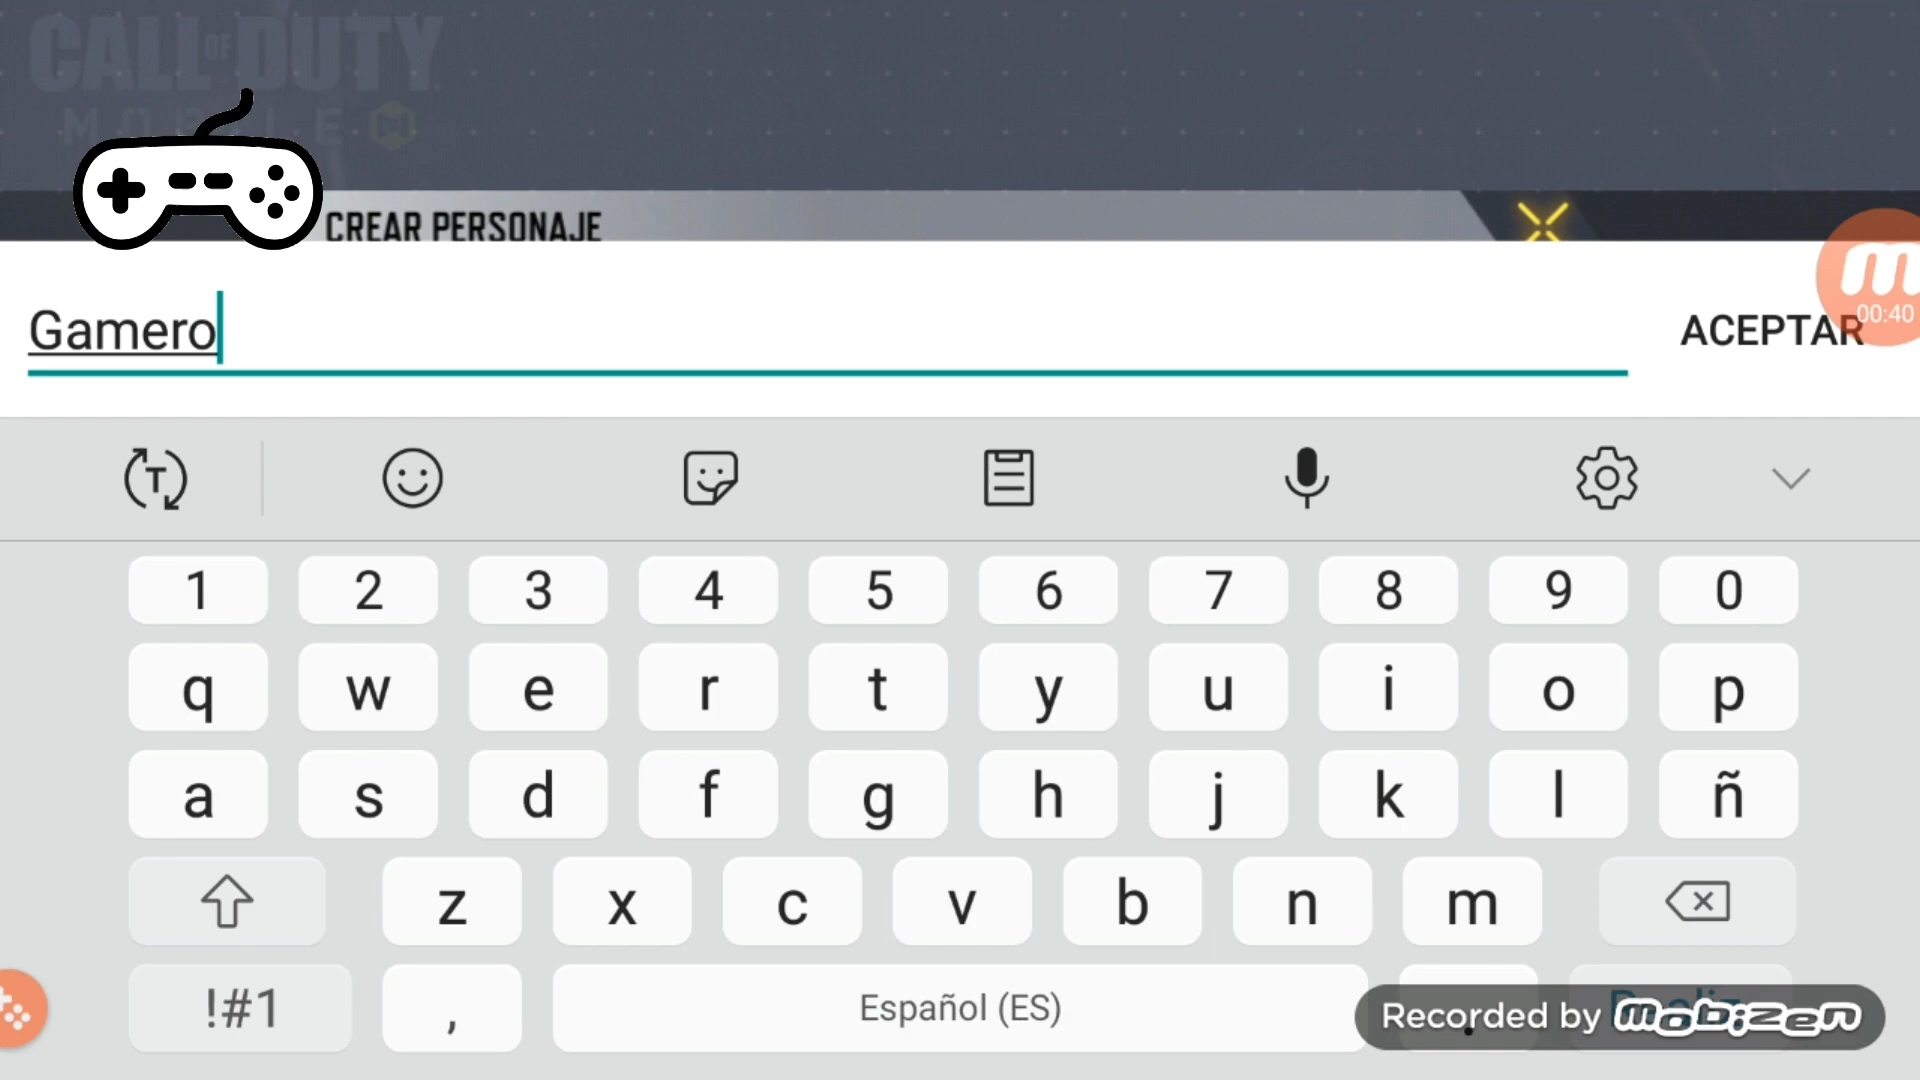 CALL OF DUTY
MOBILE
CREAR PERSONAJE
Gamero
ACEPTAR
00:40
1 2 3 4 5 6 7 8 9 0
q w e r t y u i o p
a s d f g h j k l ñ
z x c v b n m
!#1 , Español (ES) .
Recorded by mobizen